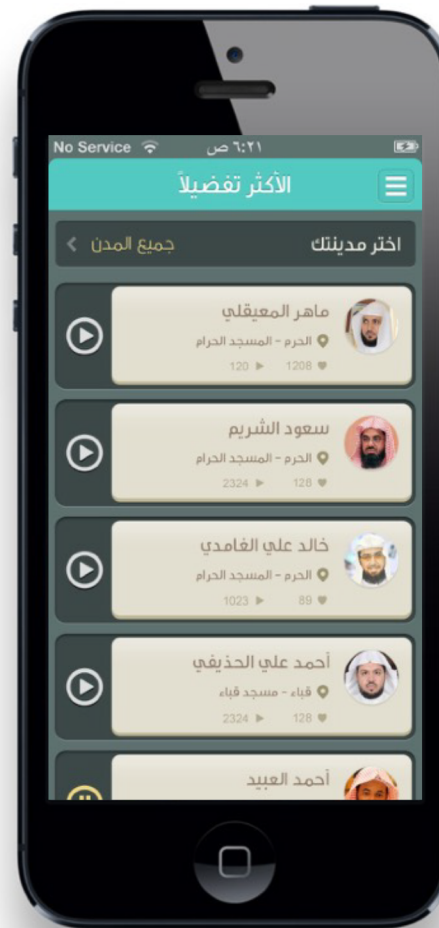 No Service ٦:٢١ ص
الأكثر تفضيلاً
اختر مدينتك جميع المدن
ماهر المعيقلي
الحرم - المسجد الحرام
1208 120
سعود الشريم
الحرم - المسجد الحرام
128 2324
خالد علي الغامدي
الحرم - المسجد الحرام
89 1023
أحمد علي الحذيفي
قباء - مسجد قباء
128 2324
أحمد العبيد